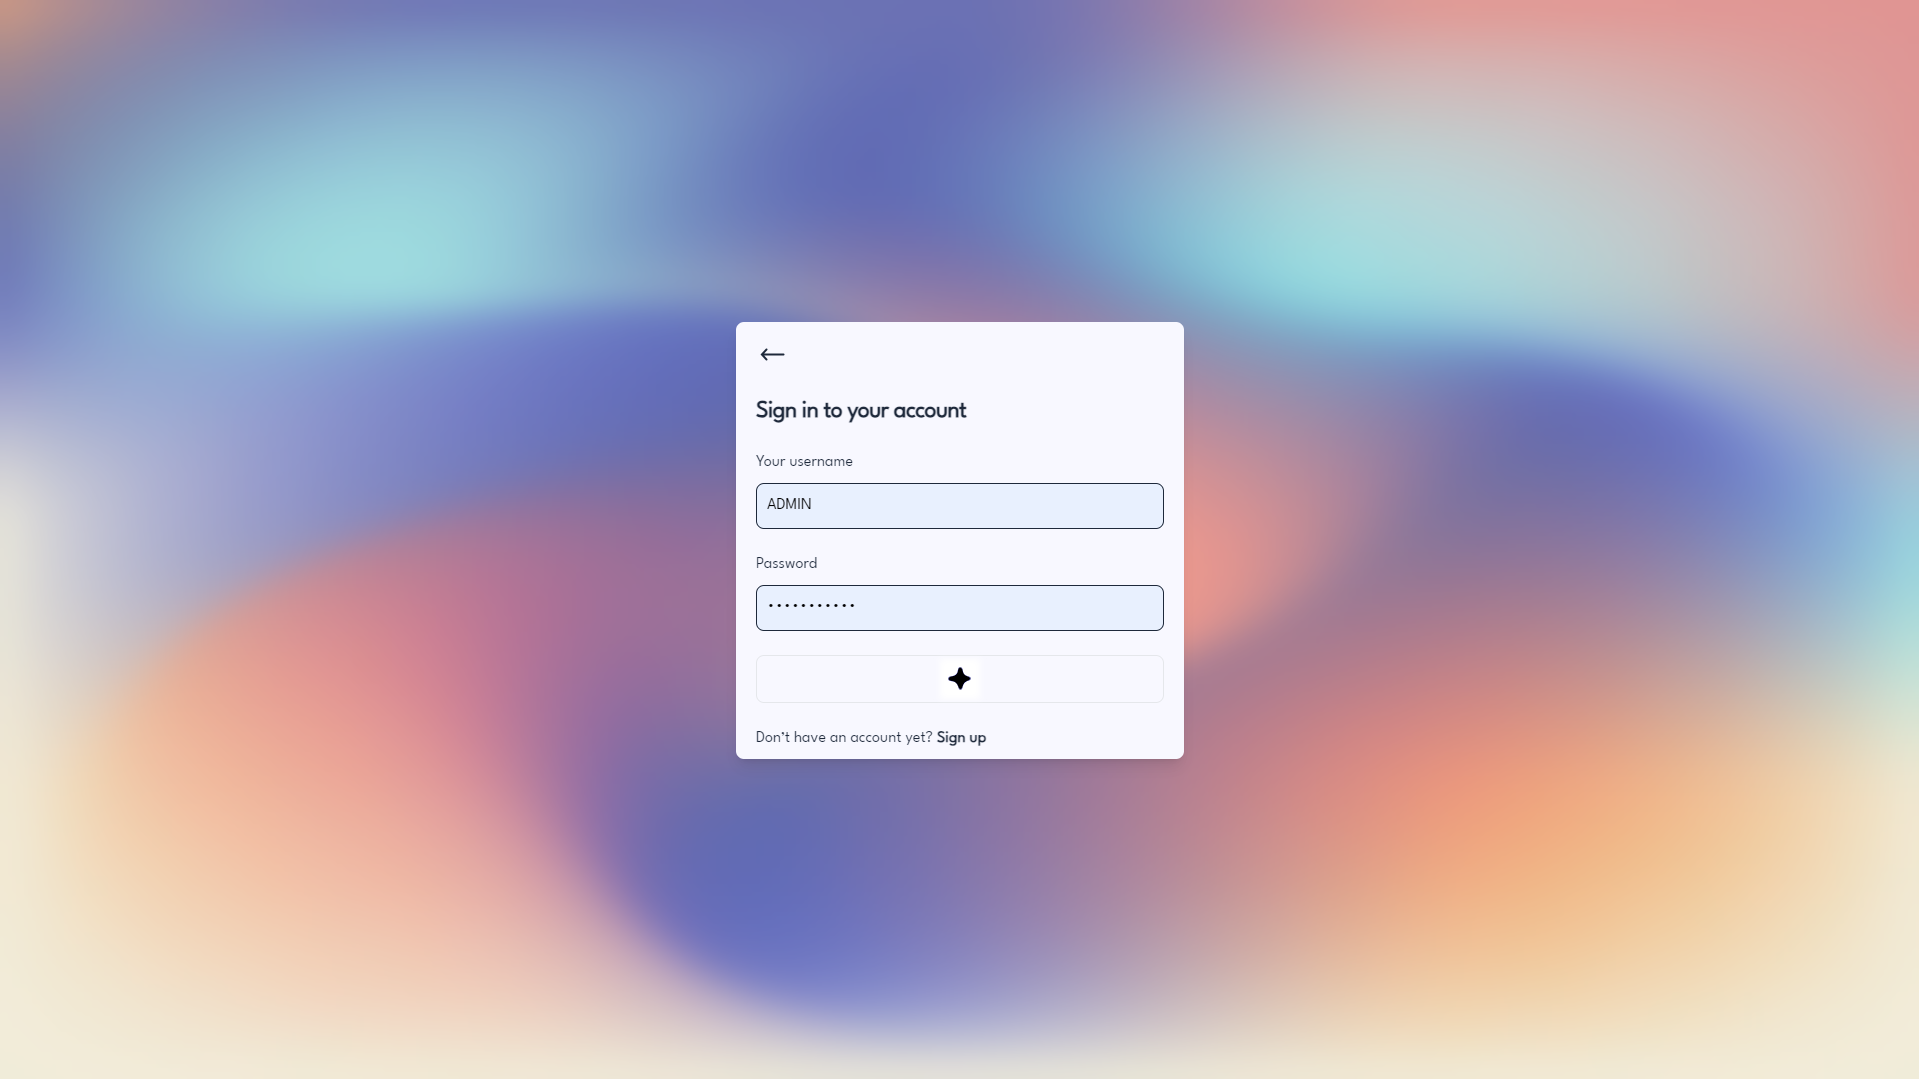 Sign in to your account
Your username
ADMIN
Password
•••••••••••
Don't have an account yet? Sign up